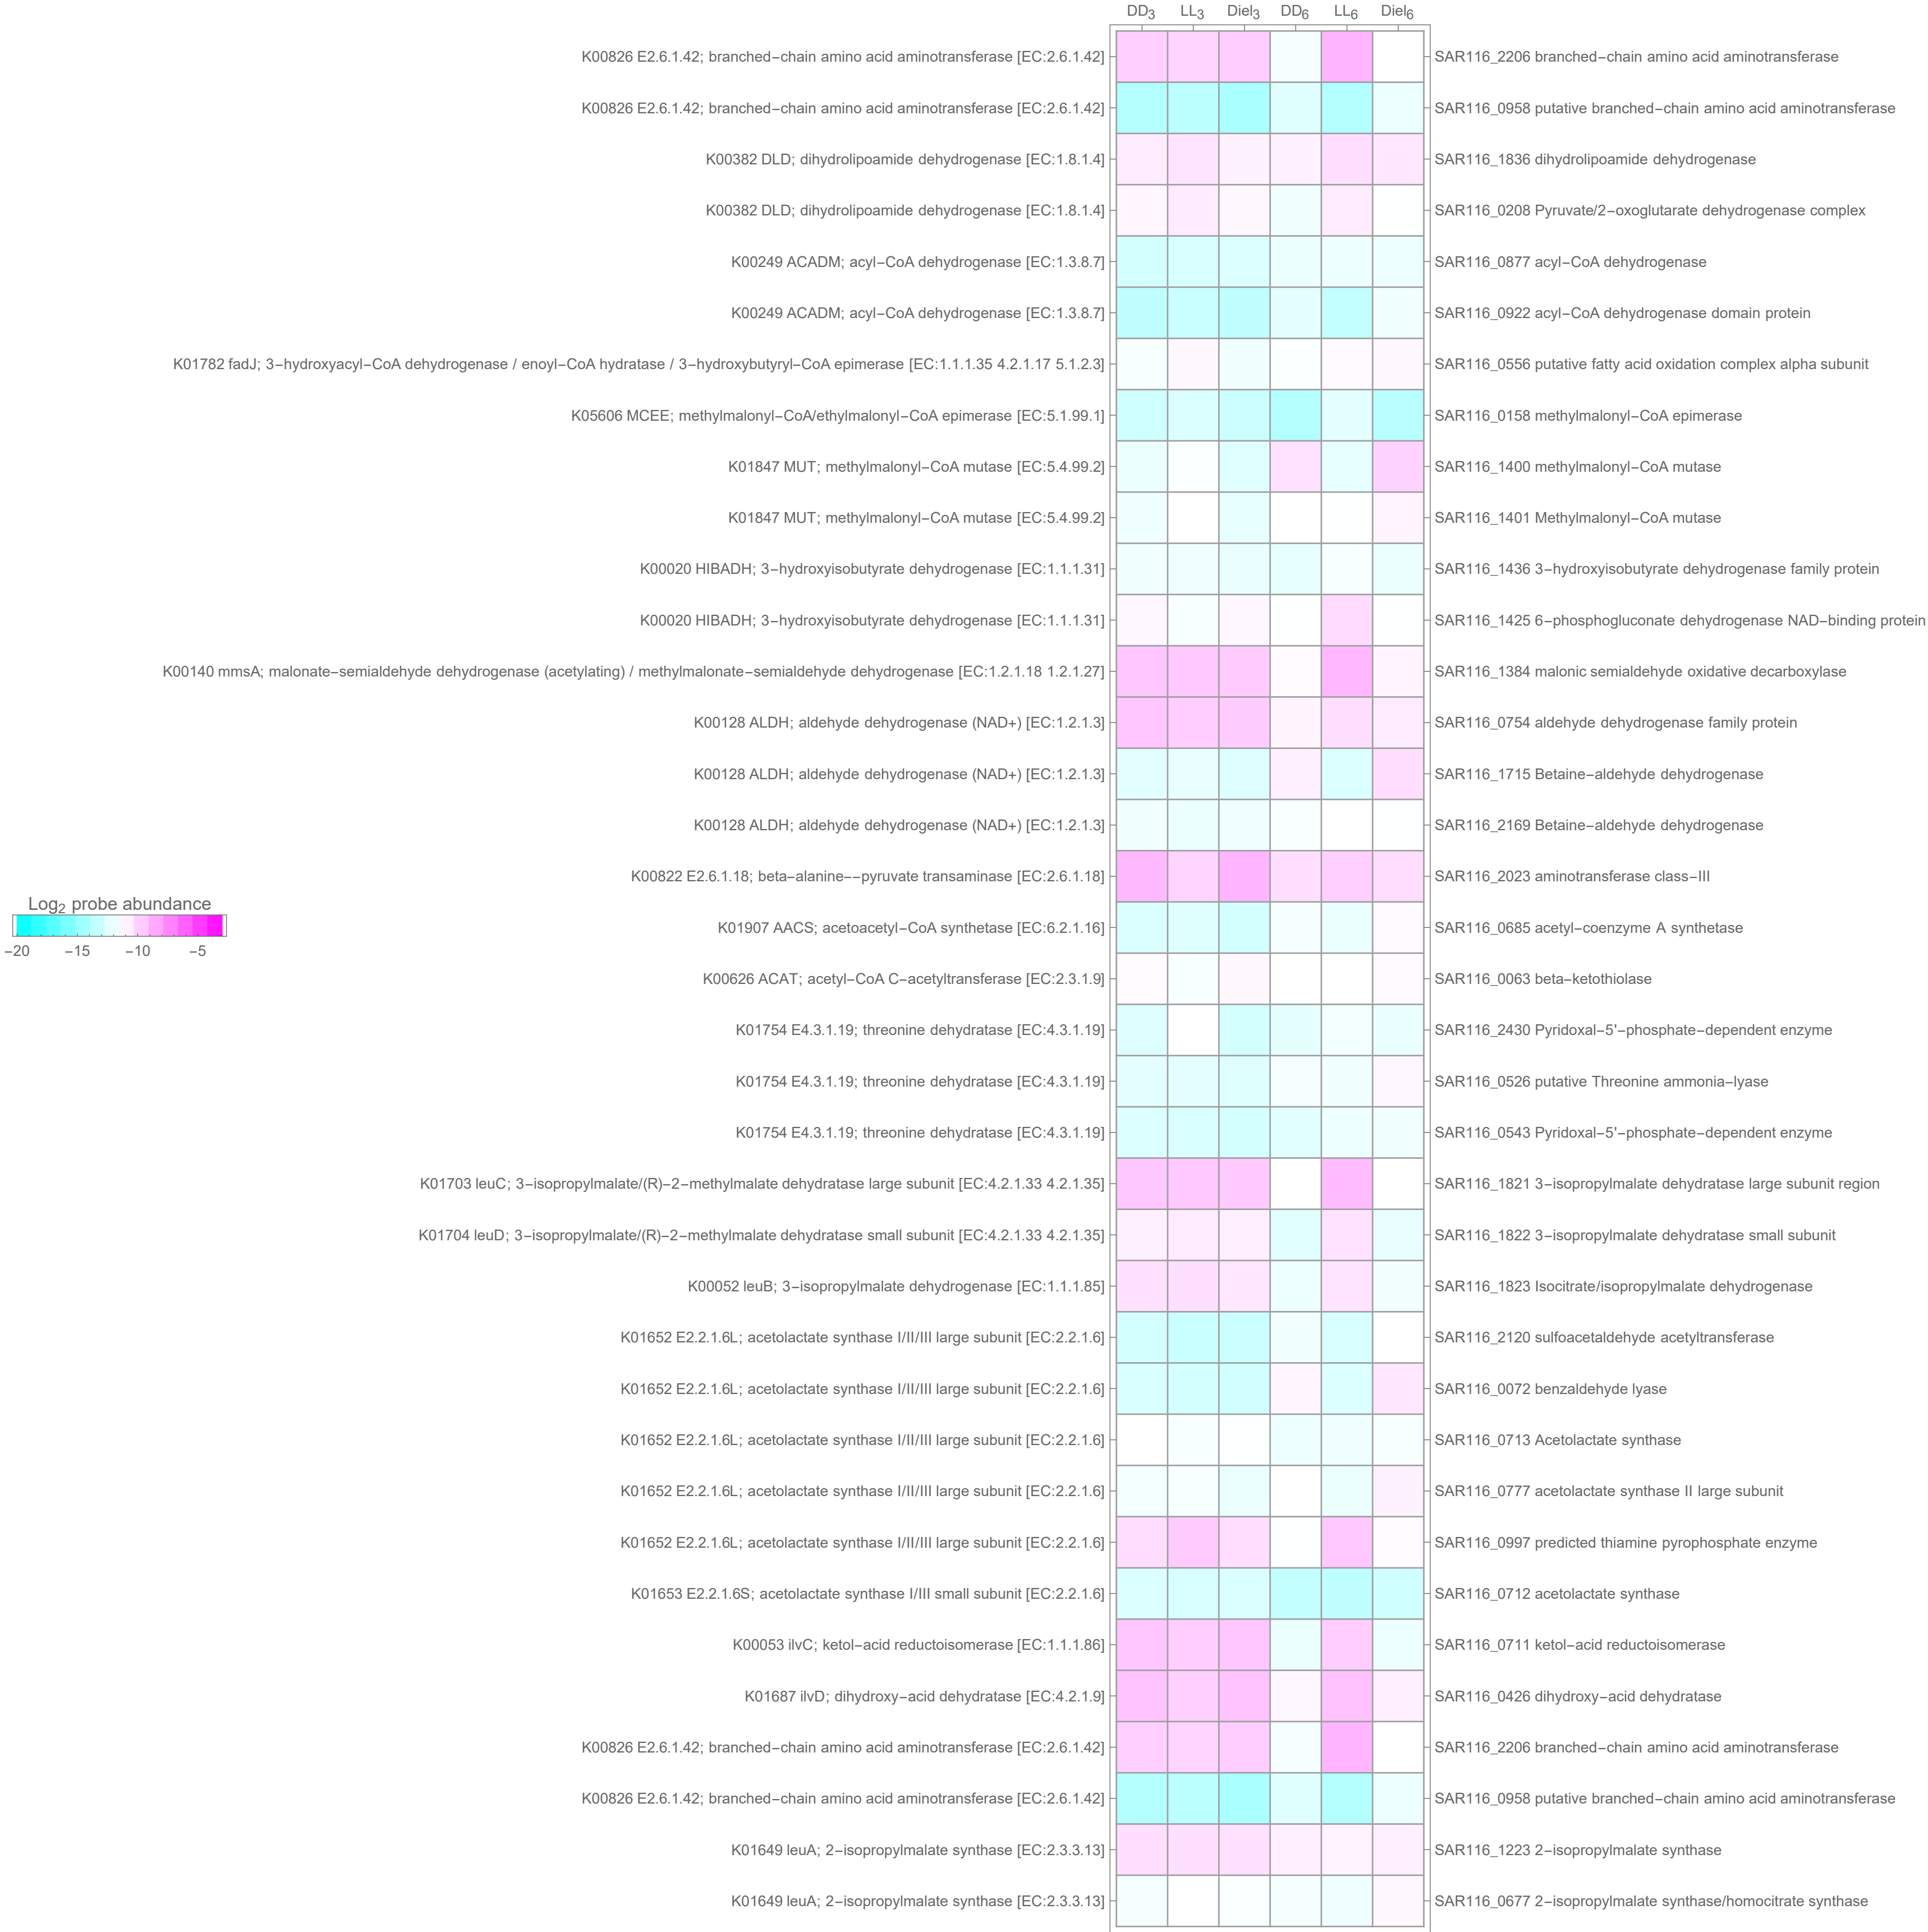 DD3 LL3 Diel3 DD6 LL6 Diel6
K00826 E2.6.1.42; branched−chain amino acid aminotransferase [EC:2.6.1.42] SAR116_2206 branched−chain amino acid aminotransferase
K00826 E2.6.1.42; branched−chain amino acid aminotransferase [EC:2.6.1.42] SAR116_0958 putative branched−chain amino acid aminotransferase
K00382 DLD; dihydrolipoamide dehydrogenase [EC:1.8.1.4] SAR116_1836 dihydrolipoamide dehydrogenase
K00382 DLD; dihydrolipoamide dehydrogenase [EC:1.8.1.4] SAR116_0208 Pyruvate/2−oxoglutarate dehydrogenase complex
K00249 ACADM; acyl−CoA dehydrogenase [EC:1.3.8.7] SAR116_0877 acyl−CoA dehydrogenase
K00249 ACADM; acyl−CoA dehydrogenase [EC:1.3.8.7] SAR116_0922 acyl−CoA dehydrogenase domain protein
K01782 fadJ; 3−hydroxyacyl−CoA dehydrogenase / enoyl−CoA hydratase / 3−hydroxybutyryl−CoA epimerase [EC:1.1.1.35 4.2.1.17 5.1.2.3] SAR116_0556 putative fatty acid oxidation complex alpha subunit
K05606 MCEE; methylmalonyl−CoA/ethylmalonyl−CoA epimerase [EC:5.1.99.1] SAR116_0158 methylmalonyl−CoA epimerase
K01847 MUT; methylmalonyl−CoA mutase [EC:5.4.99.2] SAR116_1400 methylmalonyl−CoA mutase
K01847 MUT; methylmalonyl−CoA mutase [EC:5.4.99.2] SAR116_1401 Methylmalonyl−CoA mutase
K00020 HIBADH; 3−hydroxyisobutyrate dehydrogenase [EC:1.1.1.31] SAR116_1436 3−hydroxyisobutyrate dehydrogenase family protein
K00020 HIBADH; 3−hydroxyisobutyrate dehydrogenase [EC:1.1.1.31] SAR116_1425 6−phosphogluconate dehydrogenase NAD−binding protein
K00140 mmsA; malonate−semialdehyde dehydrogenase (acetylating) / methylmalonate−semialdehyde dehydrogenase [EC:1.2.1.18 1.2.1.27] SAR116_1384 malonic semialdehyde oxidative decarboxylase
K00128 ALDH; aldehyde dehydrogenase (NAD+) [EC:1.2.1.3] SAR116_0754 aldehyde dehydrogenase family protein
K00128 ALDH; aldehyde dehydrogenase (NAD+) [EC:1.2.1.3] SAR116_1715 Betaine−aldehyde dehydrogenase
K00128 ALDH; aldehyde dehydrogenase (NAD+) [EC:1.2.1.3] SAR116_2169 Betaine−aldehyde dehydrogenase
K00822 E2.6.1.18; beta−alanine−−pyruvate transaminase [EC:2.6.1.18] SAR116_2023 aminotransferase class−III
Log2 probe abundance
−20 −15 −10 −5
K01907 AACS; acetoacetyl−CoA synthetase [EC:6.2.1.16] SAR116_0685 acetyl−coenzyme A synthetase
K00626 ACAT; acetyl−CoA C−acetyltransferase [EC:2.3.1.9] SAR116_0063 beta−ketothiolase
K01754 E4.3.1.19; threonine dehydratase [EC:4.3.1.19] SAR116_2430 Pyridoxal−5'−phosphate−dependent enzyme
K01754 E4.3.1.19; threonine dehydratase [EC:4.3.1.19] SAR116_0526 putative Threonine ammonia−lyase
K01754 E4.3.1.19; threonine dehydratase [EC:4.3.1.19] SAR116_0543 Pyridoxal−5'−phosphate−dependent enzyme
K01703 leuC; 3−isopropylmalate/(R)−2−methylmalate dehydratase large subunit [EC:4.2.1.33 4.2.1.35] SAR116_1821 3−isopropylmalate dehydratase large subunit region
K01704 leuD; 3−isopropylmalate/(R)−2−methylmalate dehydratase small subunit [EC:4.2.1.33 4.2.1.35] SAR116_1822 3−isopropylmalate dehydratase small subunit
K00052 leuB; 3−isopropylmalate dehydrogenase [EC:1.1.1.85] SAR116_1823 Isocitrate/isopropylmalate dehydrogenase
K01652 E2.2.1.6L; acetolactate synthase I/II/III large subunit [EC:2.2.1.6] SAR116_2120 sulfoacetaldehyde acetyltransferase
K01652 E2.2.1.6L; acetolactate synthase I/II/III large subunit [EC:2.2.1.6] SAR116_0072 benzaldehyde lyase
K01652 E2.2.1.6L; acetolactate synthase I/II/III large subunit [EC:2.2.1.6] SAR116_0713 Acetolactate synthase
K01652 E2.2.1.6L; acetolactate synthase I/II/III large subunit [EC:2.2.1.6] SAR116_0777 acetolactate synthase II large subunit
K01652 E2.2.1.6L; acetolactate synthase I/II/III large subunit [EC:2.2.1.6] SAR116_0997 predicted thiamine pyrophosphate enzyme
K01653 E2.2.1.6S; acetolactate synthase I/III small subunit [EC:2.2.1.6] SAR116_0712 acetolactate synthase
K00053 ilvC; ketol−acid reductoisomerase [EC:1.1.1.86] SAR116_0711 ketol−acid reductoisomerase
K01687 ilvD; dihydroxy−acid dehydratase [EC:4.2.1.9] SAR116_0426 dihydroxy−acid dehydratase
K00826 E2.6.1.42; branched−chain amino acid aminotransferase [EC:2.6.1.42] SAR116_2206 branched−chain amino acid aminotransferase
K00826 E2.6.1.42; branched−chain amino acid aminotransferase [EC:2.6.1.42] SAR116_0958 putative branched−chain amino acid aminotransferase
K01649 leuA; 2−isopropylmalate synthase [EC:2.3.3.13] SAR116_1223 2−isopropylmalate synthase
K01649 leuA; 2−isopropylmalate synthase [EC:2.3.3.13] SAR116_0677 2−isopropylmalate synthase/homocitrate synthase